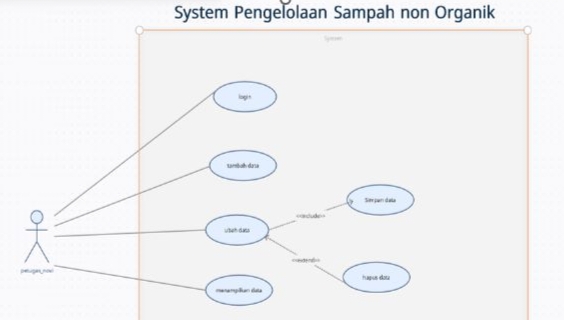 System Pengelolaan Sampah non Organik
System
login
tambah data
ubah data
<<include>>
Simpan data
<<extend>>
hapus data
menampilkan data